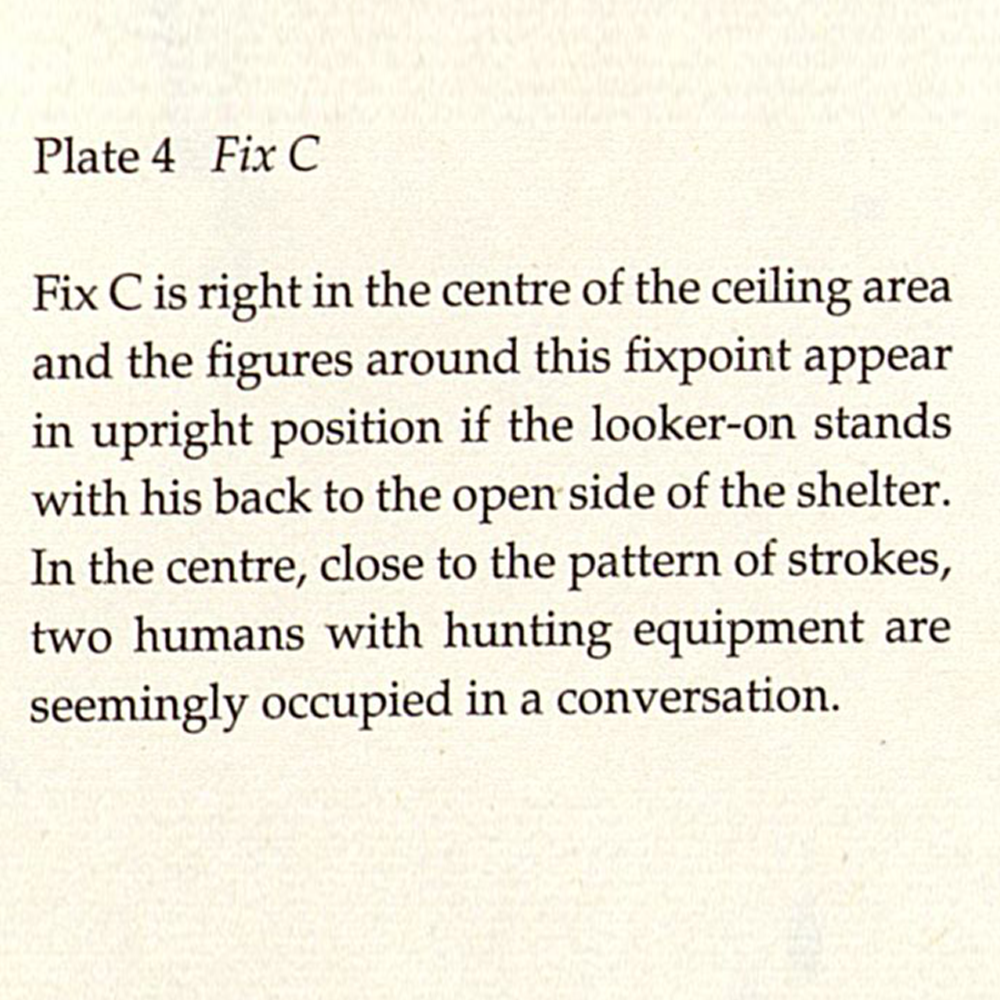 Plate 4 Fix C
Fix C is right in the centre of the ceiling area
and the figures around this fixpoint appear
in upright position if the looker-on stands
with his back to the open side of the shelter.
In the centre, close to the pattern of strokes,
two humans with hunting equipment are
seemingly occupied in a conversation.